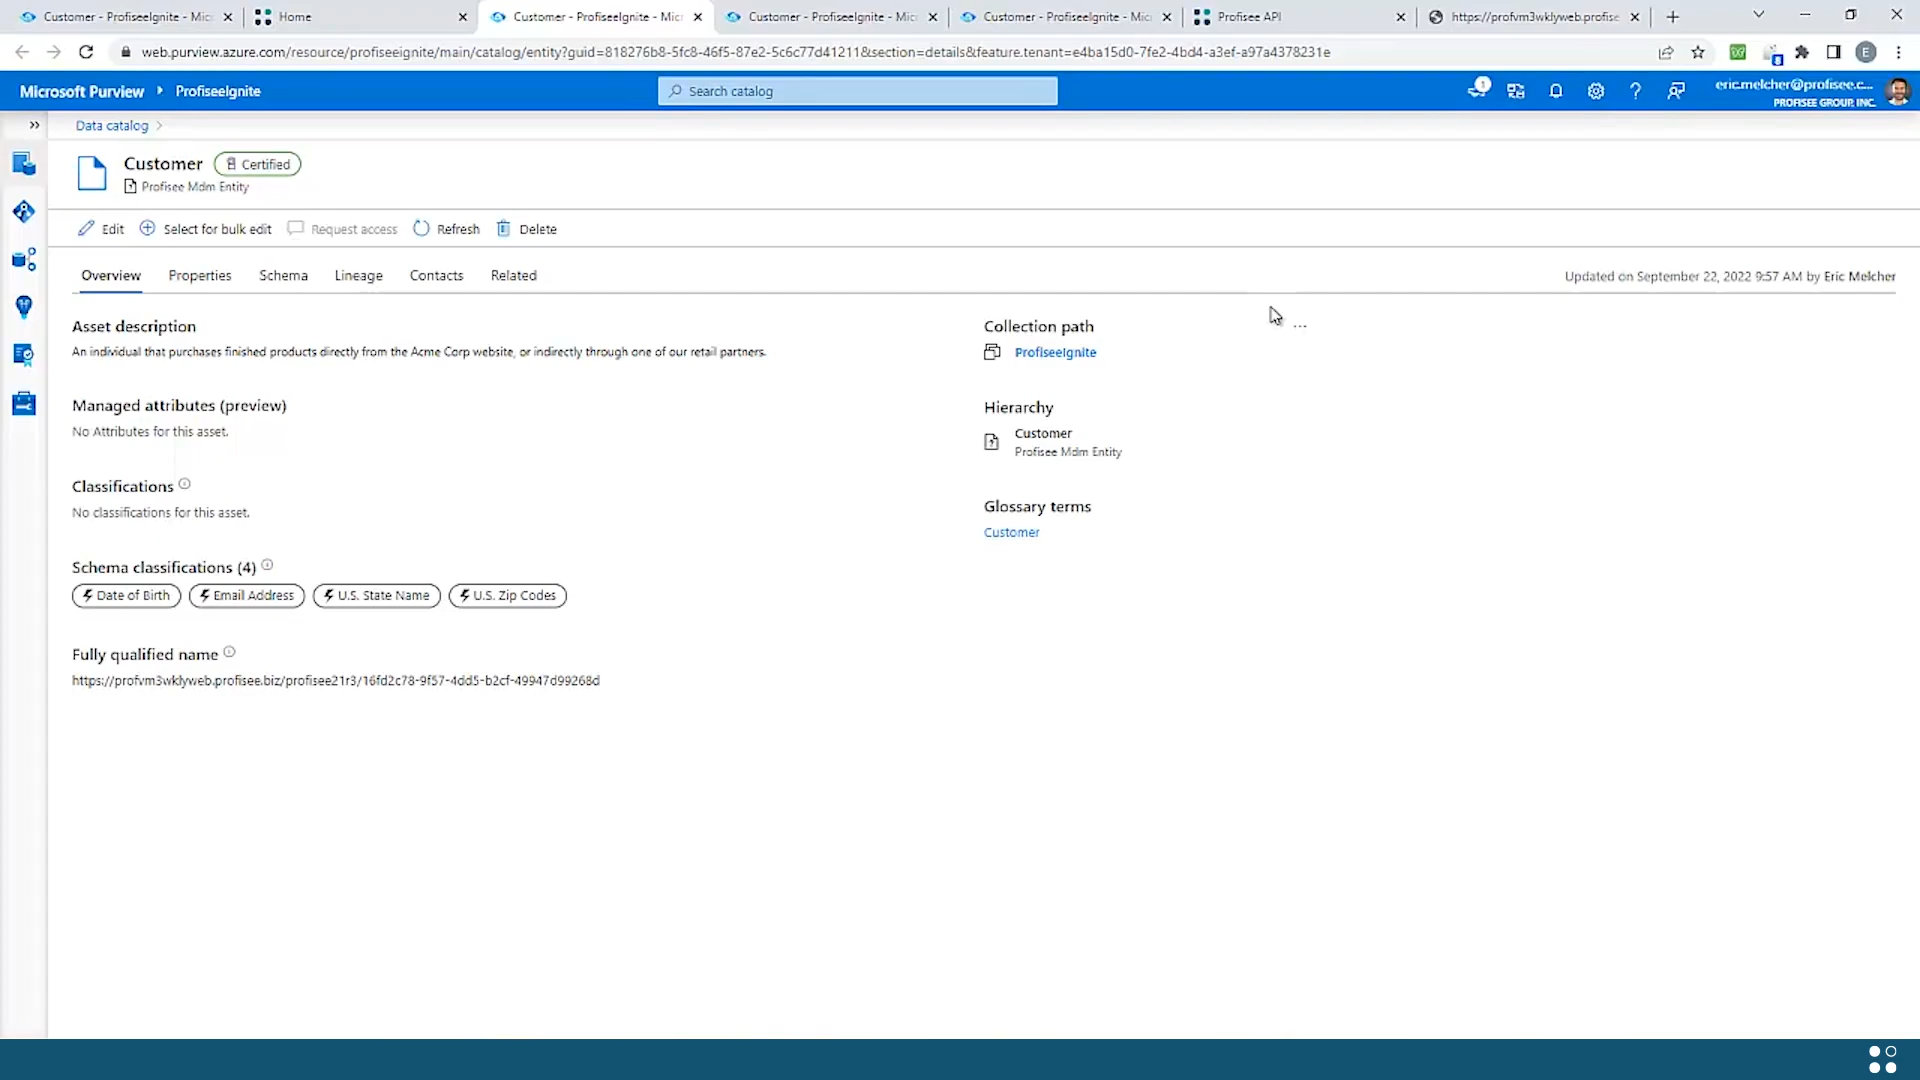 Customer - ProfiseeIgnite - Mic
Home
Customer - ProfiseeIgnite - Micr
Customer - ProfiseeIgnite - Mic
Customer - ProfiseeIgnite - Mic
Profisee API
https://profvm3wklyweb.profise
web.purview.azure.com/resource/profiseeignite/main/catalog/entity?guid=818276b8-5fc8-46f5-87e2-5c6c77d41211&section=details&feature.tenant=e4ba15d0-7fe2-4bd4-a3ef-a97a4378231e
E
Microsoft Purview
ProfiseeIgnite
Search catalog
1
eric.melcher@profisee.c...
PROFISEE GROUP, INC.
Data catalog
Customer
Certified
Profisee Mdm Entity
Edit
Select for bulk edit
Request access
Refresh
Delete
Overview
Properties
Schema
Lineage
Contacts
Related
Updated on September 22, 2022 9:57 AM by Eric Melcher
Asset description
An individual that purchases finished products directly from the Acme Corp website, or indirectly through one of our retail partners.
Managed attributes (preview)
No Attributes for this asset.
Classifications
No classifications for this asset.
Schema classifications (4)
Date of Birth
Email Address
U.S. State Name
U.S. Zip Codes
Fully qualified name
https://profvm3wklyweb.profisee.biz/profisee21r3/16fd2c78-9f57-4dd5-b2cf-49947d99268d
Collection path
...
ProfiseeIgnite
Hierarchy
Customer
Profisee Mdm Entity
Glossary terms
Customer